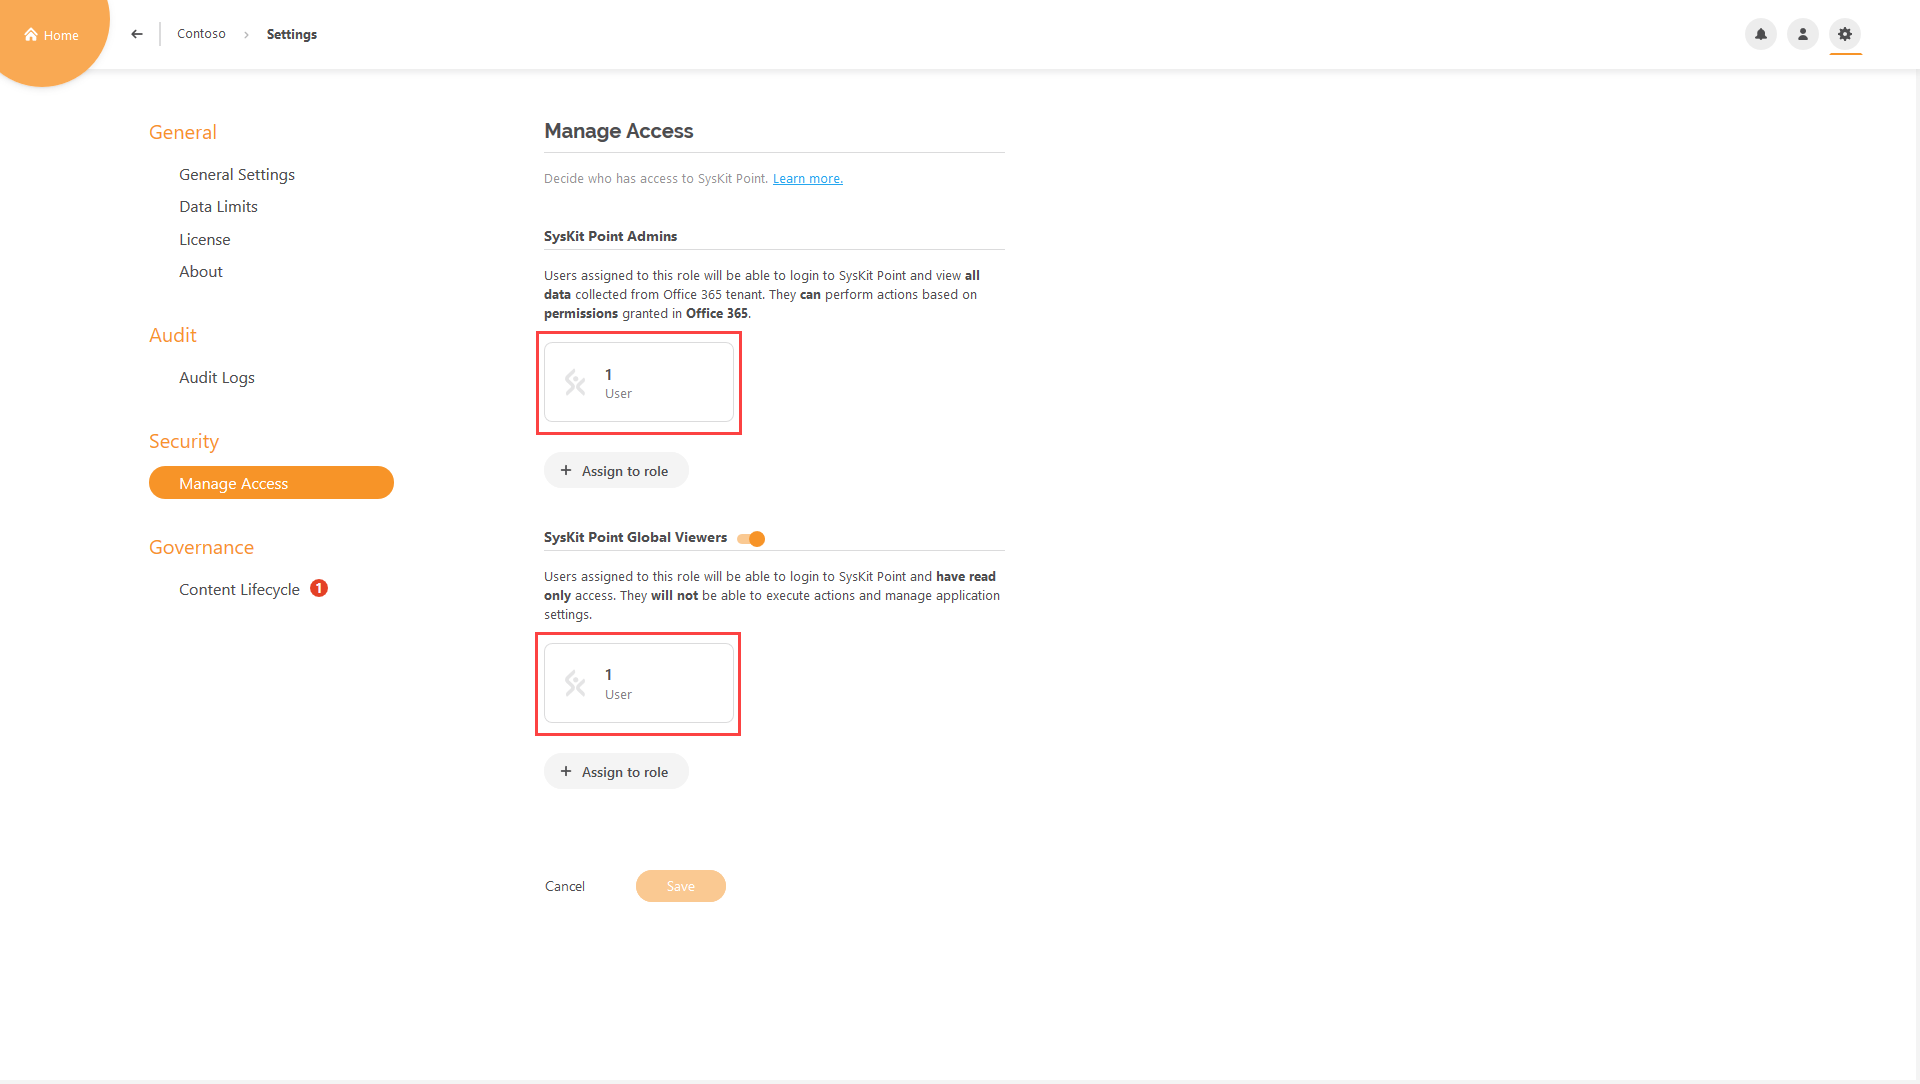 Home
Contoso
Settings
General
General Settings
Data Limits
License
About
Audit
Audit Logs
Security
Manage Access
Governance
Content Lifecycle 1
Manage Access
Decide who has access to SysKit Point. Learn more.
SysKit Point Admins
Users assigned to this role will be able to login to SysKit Point and view all
data collected from Office 365 tenant. They can perform actions based on
permissions granted in Office 365.
1
User
+ Assign to role
SysKit Point Global Viewers
Users assigned to this role will be able to login to SysKit Point and have read
only access. They will not be able to execute actions and manage application
settings.
1
User
+ Assign to role
Cancel
Save